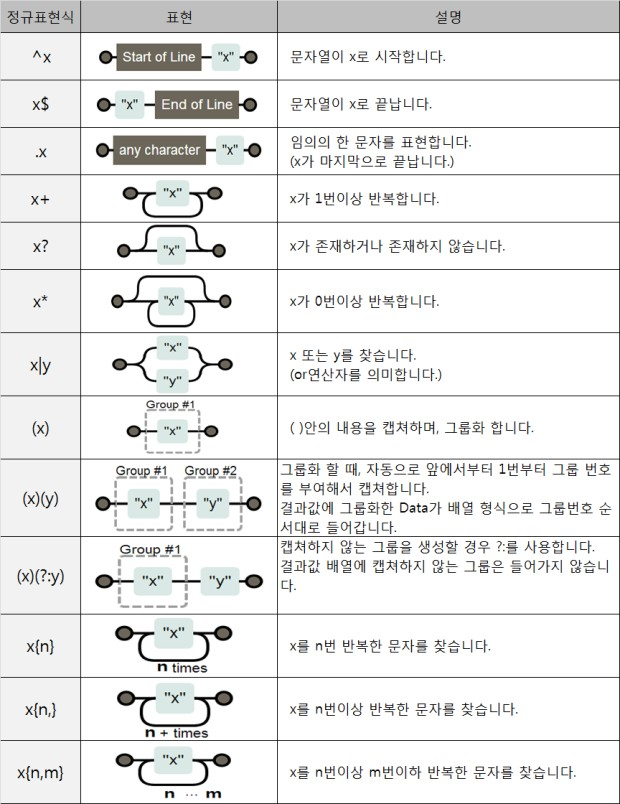 정규표현식 표현 설명
^x Start of Line "x" 문자열이 x로 시작합니다.
x$ "x" End of Line 문자열이 x로 끝납니다.
.x any character "x" 임의의 한 문자를 표현합니다.
(x가 마지막으로 끝납니다.)
x+ "x" x가 1번이상 반복합니다.
x? "x" x가 존재하거나 존재하지 않습니다.
x* "x" x가 0번이상 반복합니다.
x|y "x" x 또는 y를 찾습니다.
"y" (or연산자를 의미합니다.)
Group #1
(x) "x" ( )안의 내용을 캡쳐하며, 그룹화 합니다.
Group #1 Group #2 그룹화 할 때, 자동으로 앞에서부터 1번부터 그룹 번호
를 부여해서 캡쳐합니다.
(x)(y) "x" "y" 결과값에 그룹화한 Data가 배열 형식으로 그룹번호 순
서대로 들어갑니다.
Group #1 캡쳐하지 않는 그룹을 생성할 경우 ?:를 사용합니다.
(x)(?:y) "x" "y" 결과값 배열에 캡쳐하지 않는 그룹은 들어가지 않습니
다.
x{n} "x" x를 n번 반복한 문자를 찾습니다.
n times
x{n,} "x" x를 n번이상 반복한 문자를 찾습니다.
n + times
x{n,m} "x" x를 n번이상 m번이하 반복한 문자를 찾습니다.
n ... m